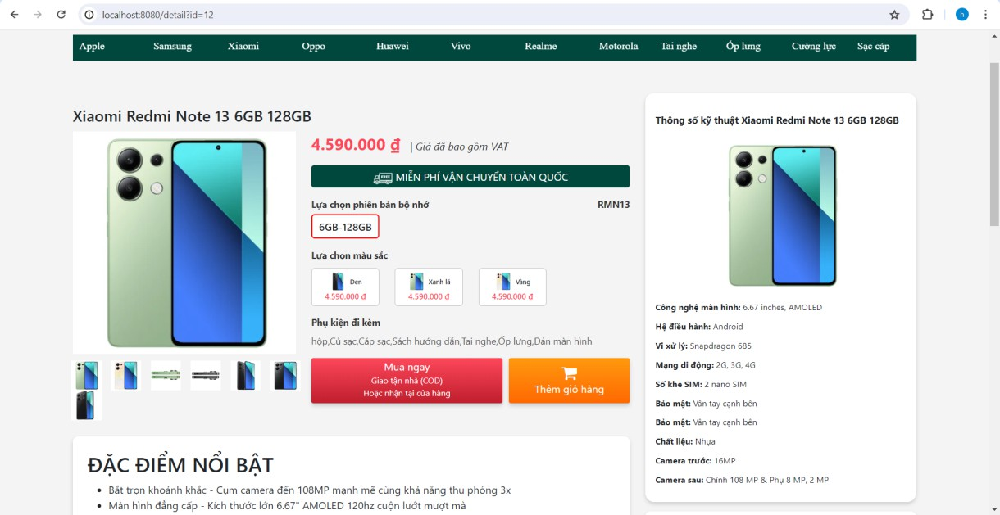 localhost:8080/detail?id=12
h
Apple Samsung Xiaomi Oppo Huawei Vivo Realme Motorola Tai nghe Ốp lưng Cường lực Sạc cáp
Xiaomi Redmi Note 13 6GB 128GB
4.590.000 ₫ | Giá đã bao gồm VAT
FREE MIỄN PHÍ VẬN CHUYỂN TOÀN QUỐC
Lựa chọn phiên bản bộ nhớ RMN13
6GB-128GB
Lựa chọn màu sắc
Đen
4.590.000 ₫
Xanh lá
4.590.000 ₫
Vàng
4.590.000 ₫
Phụ kiện đi kèm
hộp,Củ sạc,Cáp sạc,Sách hướng dẫn,Tai nghe,Ốp lưng,Dán màn hình
Mua ngay
Giao tận nhà (COD)
Hoặc nhận tại cửa hàng
Thêm giỏ hàng
ĐẶC ĐIỂM NỔI BẬT
Bắt trọn khoảnh khắc - Cụm camera đến 108MP mạnh mẽ cùng khả năng thu phóng 3x
Màn hình đẳng cấp - Kích thước lớn 6.67" AMOLED 120hz cuộn lướt mượt mà
Thông số kỹ thuật Xiaomi Redmi Note 13 6GB 128GB
Công nghệ màn hình: 6.67 inches, AMOLED
Hệ điều hành: Android
Vi xử lý: Snapdragon 685
Mạng di động: 2G, 3G, 4G
Số khe SIM: 2 nano SIM
Bảo mật: Vân tay cạnh bên
Bảo mật: Vân tay cạnh bên
Chất liệu: Nhựa
Camera trước: 16MP
Camera sau: Chính 108 MP & Phụ 8 MP, 2 MP